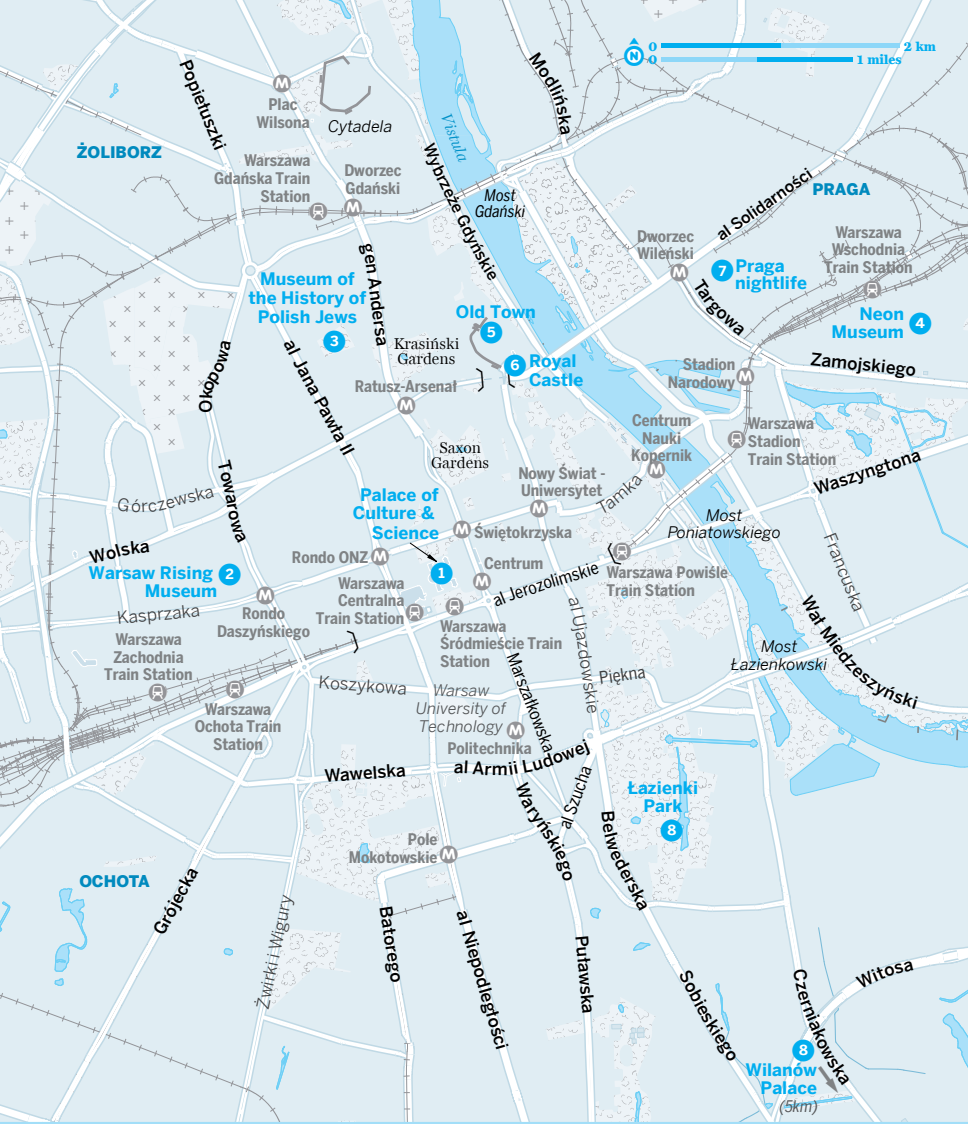 0
2 km
N
0
1 miles
Popiełuszki
Plac
Wilsona
Cytadela
Vistula
Modlińska
ŻOLIBORZ
Warszawa
Gdańska Train
Station
Dworzec
Gdański
Wybrzeże Gdyńskie
Most
Gdański
al Solidarności
PRAGA
Dworzec
Wileński
Warszawa
Wschodnia
Train Station
7 Praga
nightlife
Targowa
Neon
Museum 4
Zamojskiego
Museum of
the History of
Polish Jews
3
gen Andersa
Old Town
5
Krasiński
Gardens
6 Royal
Castle
Ratusz-Arsenał
Stadion
Narodowy
Okopowa
al Jana Pawła II
Saxon
Gardens
Centrum
Nauki
Kopernik
Warszawa
Stadion
Train Station
Waszyngtona
Górczewska
Towarowa
Palace of
Culture &
Science
1
Nowy Świat -
Uniwersytet
Tamka
Most
Poniatowskiego
Wolska
Świętokrzyska
Rondo ONZ
Centrum
Warsaw Rising
Museum
2
Kasprzaka
Rondo
Daszyńskiego
Warszawa
Centralna
Train Station
al Jerozolimskie
Warszawa Powiśle
Train Station
Francuska
Warszawa
Zachodnia
Train Station
Warszawa
Śródmieście Train
Station
al Ujazdowskie
Most
Łazienkowski
Wał Miedzeszyński
Koszykowa
Piękna
Warszawa
Ochota Train
Station
Warsaw
University of
Technology
Marszałkowska
Politechnika
Wawelska
al Armii Ludowej
al Szucha
Łazienki
Park
8
Waryńskiego
Belwederska
Pole
Mokotowskie
OCHOTA
Grójecka
Żwirki i Wigury
Batorego
al Niepodległości
Puławska
Sobieskiego
Czerniakowska
Witosa
8
Wilanów
Palace
(5km)
M
M
M
M
M
M
M
M
M
M
M
M
M